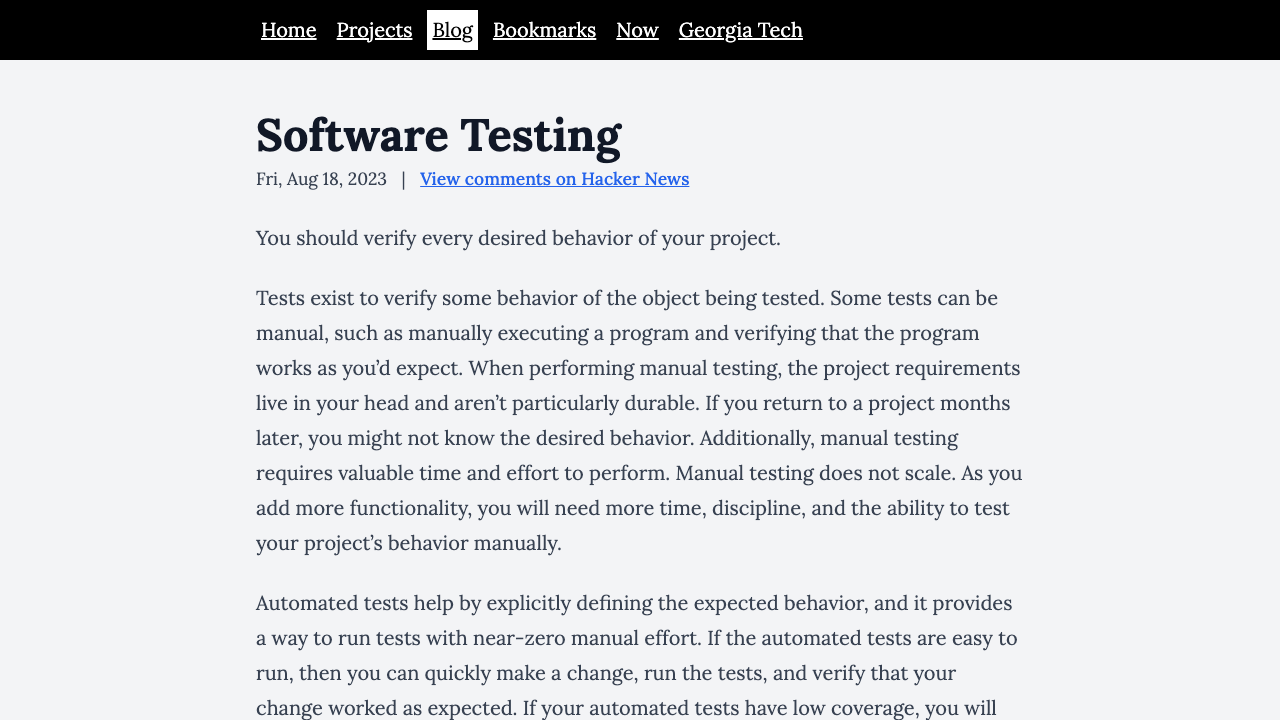 Home Projects Blog Bookmarks Now Georgia Tech
Software Testing
Fri, Aug 18, 2023 | View comments on Hacker News
You should verify every desired behavior of your project.
Tests exist to verify some behavior of the object being tested. Some tests can be
manual, such as manually executing a program and verifying that the program
works as you’d expect. When performing manual testing, the project requirements
live in your head and aren’t particularly durable. If you return to a project months
later, you might not know the desired behavior. Additionally, manual testing
requires valuable time and effort to perform. Manual testing does not scale. As you
add more functionality, you will need more time, discipline, and the ability to test
your project’s behavior manually.
Automated tests help by explicitly defining the expected behavior, and it provides
a way to run tests with near-zero manual effort. If the automated tests are easy to
run, then you can quickly make a change, run the tests, and verify that your
change worked as expected. If your automated tests have low coverage, you will